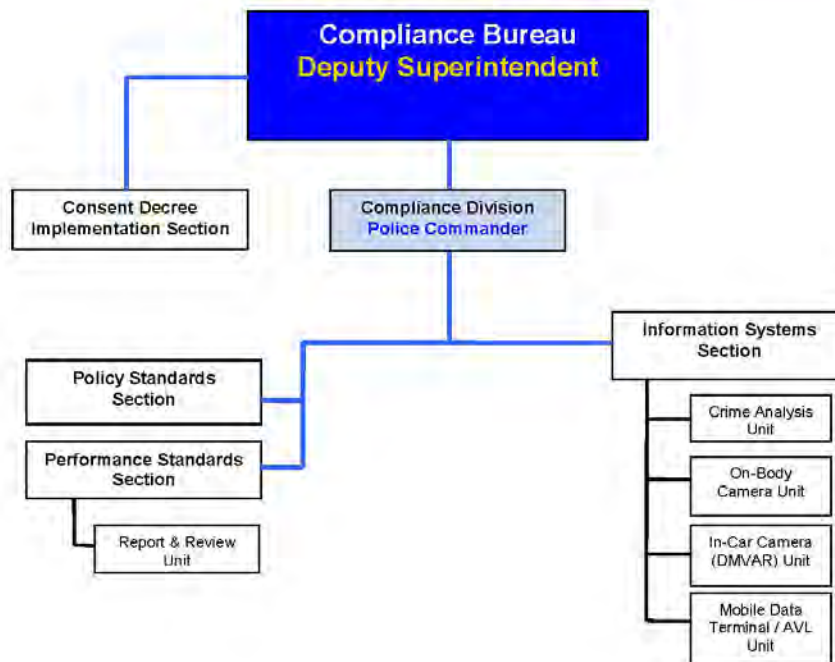 Compliance Bureau
Deputy Superintendent
Consent Decree
Implementation Section
Compliance Division
Police Commander
Policy Standards
Section
Performance Standards
Section
Report & Review
Unit
Information Systems
Section
Crime Analysis
Unit
On-Body
Camera Unit
In-Car Camera
(DMVAR) Unit
Mobile Data
Terminal / AVL
Unit